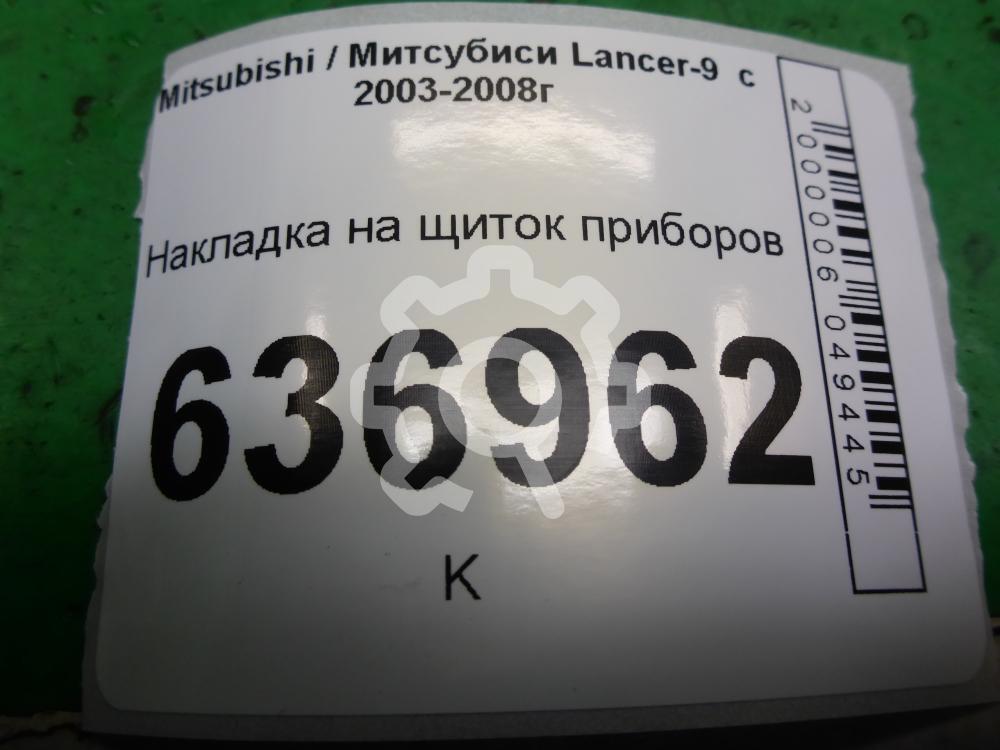 Mitsubishi / Митсубиси Lancer-9 с
2003-2008г
Накладка на щиток приборов
636962
К
2000006049445